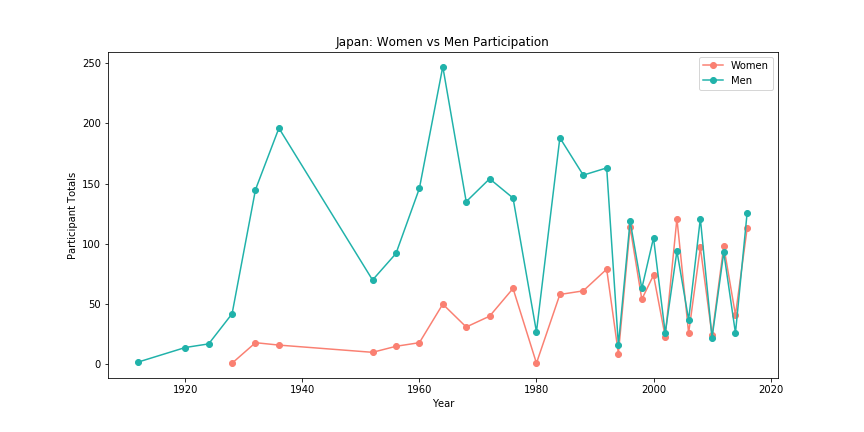 Japan: Women vs Men Participation
Women
Men
Participant Totals
250
200
150
100
50
0
1920
1940
1960
1980
2000
2020
Year